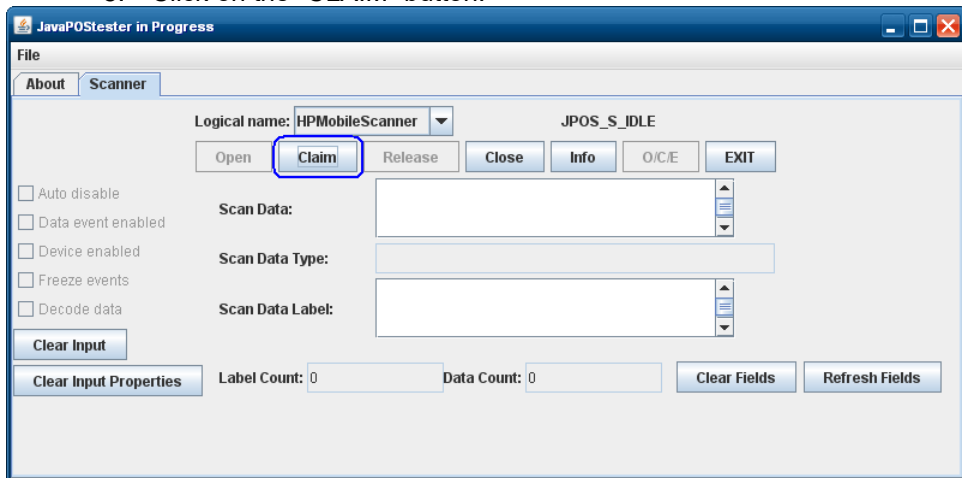 JavaPOStester in Progress
File
About Scanner
Logical name: HPMobileScanner JPOS_S_IDLE
Open Claim Release Close Info O/C/E EXIT
Auto disable
Data event enabled
Device enabled
Freeze events
Decode data
Scan Data:
Scan Data Type:
Scan Data Label:
Clear Input
Clear Input Properties
Label Count: 0 Data Count: 0 Clear Fields Refresh Fields